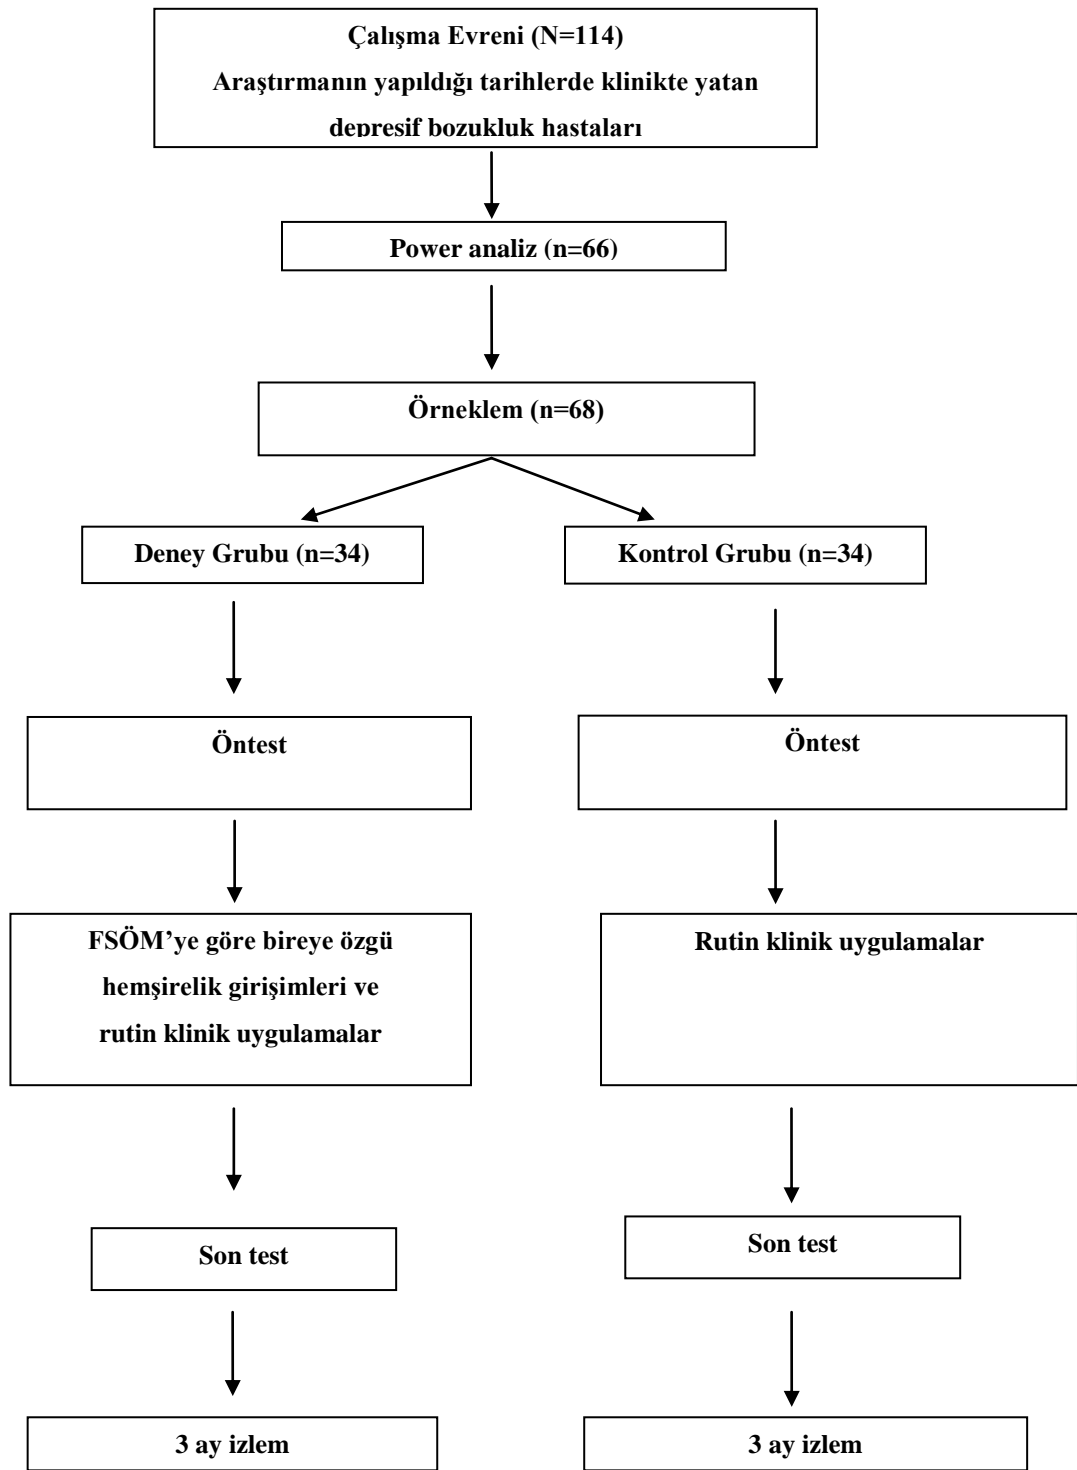 Çalışma Evreni (N=114)
Araştırmanın yapıldığı tarihlerde klinikte yatan
depresif bozukluk hastaları
Power analiz (n=66)
Örneklem (n=68)
Deney Grubu (n=34)
Kontrol Grubu (n=34)
Öntest
Öntest
FSÖM’ye göre bireye özgü
hemşirelik girişimleri ve
rutin klinik uygulamalar
Rutin klinik uygulamalar
Son test
Son test
3 ay izlem
3 ay izlem